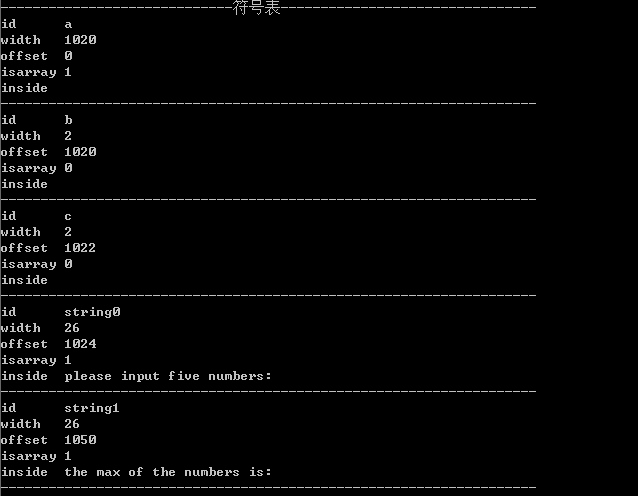 -----------------------------符号表--------------------------------
id a
width 1020
offset 0
isarray 1
inside
-------------------------------------------------------------------
id b
width 2
offset 1020
isarray 0
inside
-------------------------------------------------------------------
id c
width 2
offset 1022
isarray 0
inside
-------------------------------------------------------------------
id string0
width 26
offset 1024
isarray 1
inside please input five numbers:
-------------------------------------------------------------------
id string1
width 26
offset 1050
isarray 1
inside the max of the numbers is:
-------------------------------------------------------------------